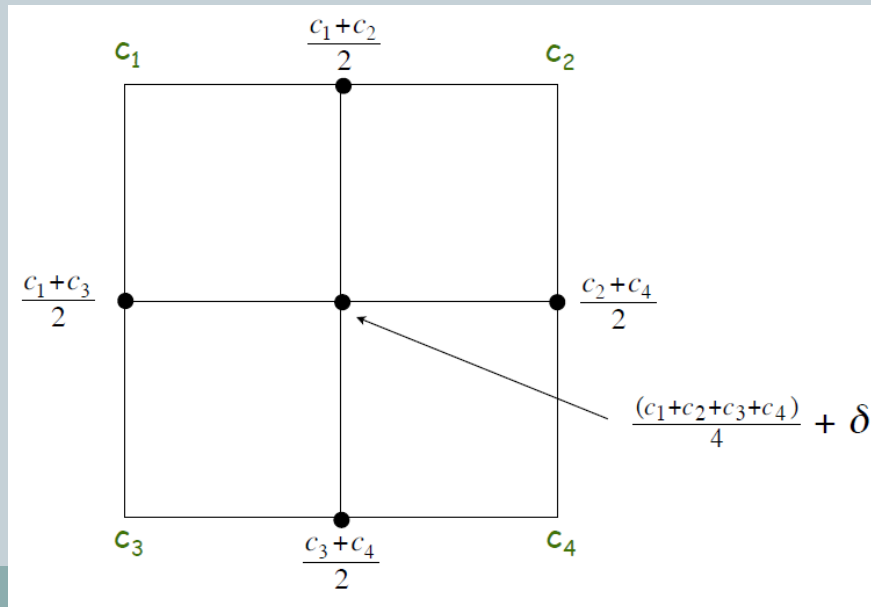 c₁
(c₁+c₂)/2
c₂
(c₁+c₃)/2
(c₂+c₄)/2
(c₁+c₂+c₃+c₄)/4 + δ
c₃
(c₃+c₄)/2
c₄